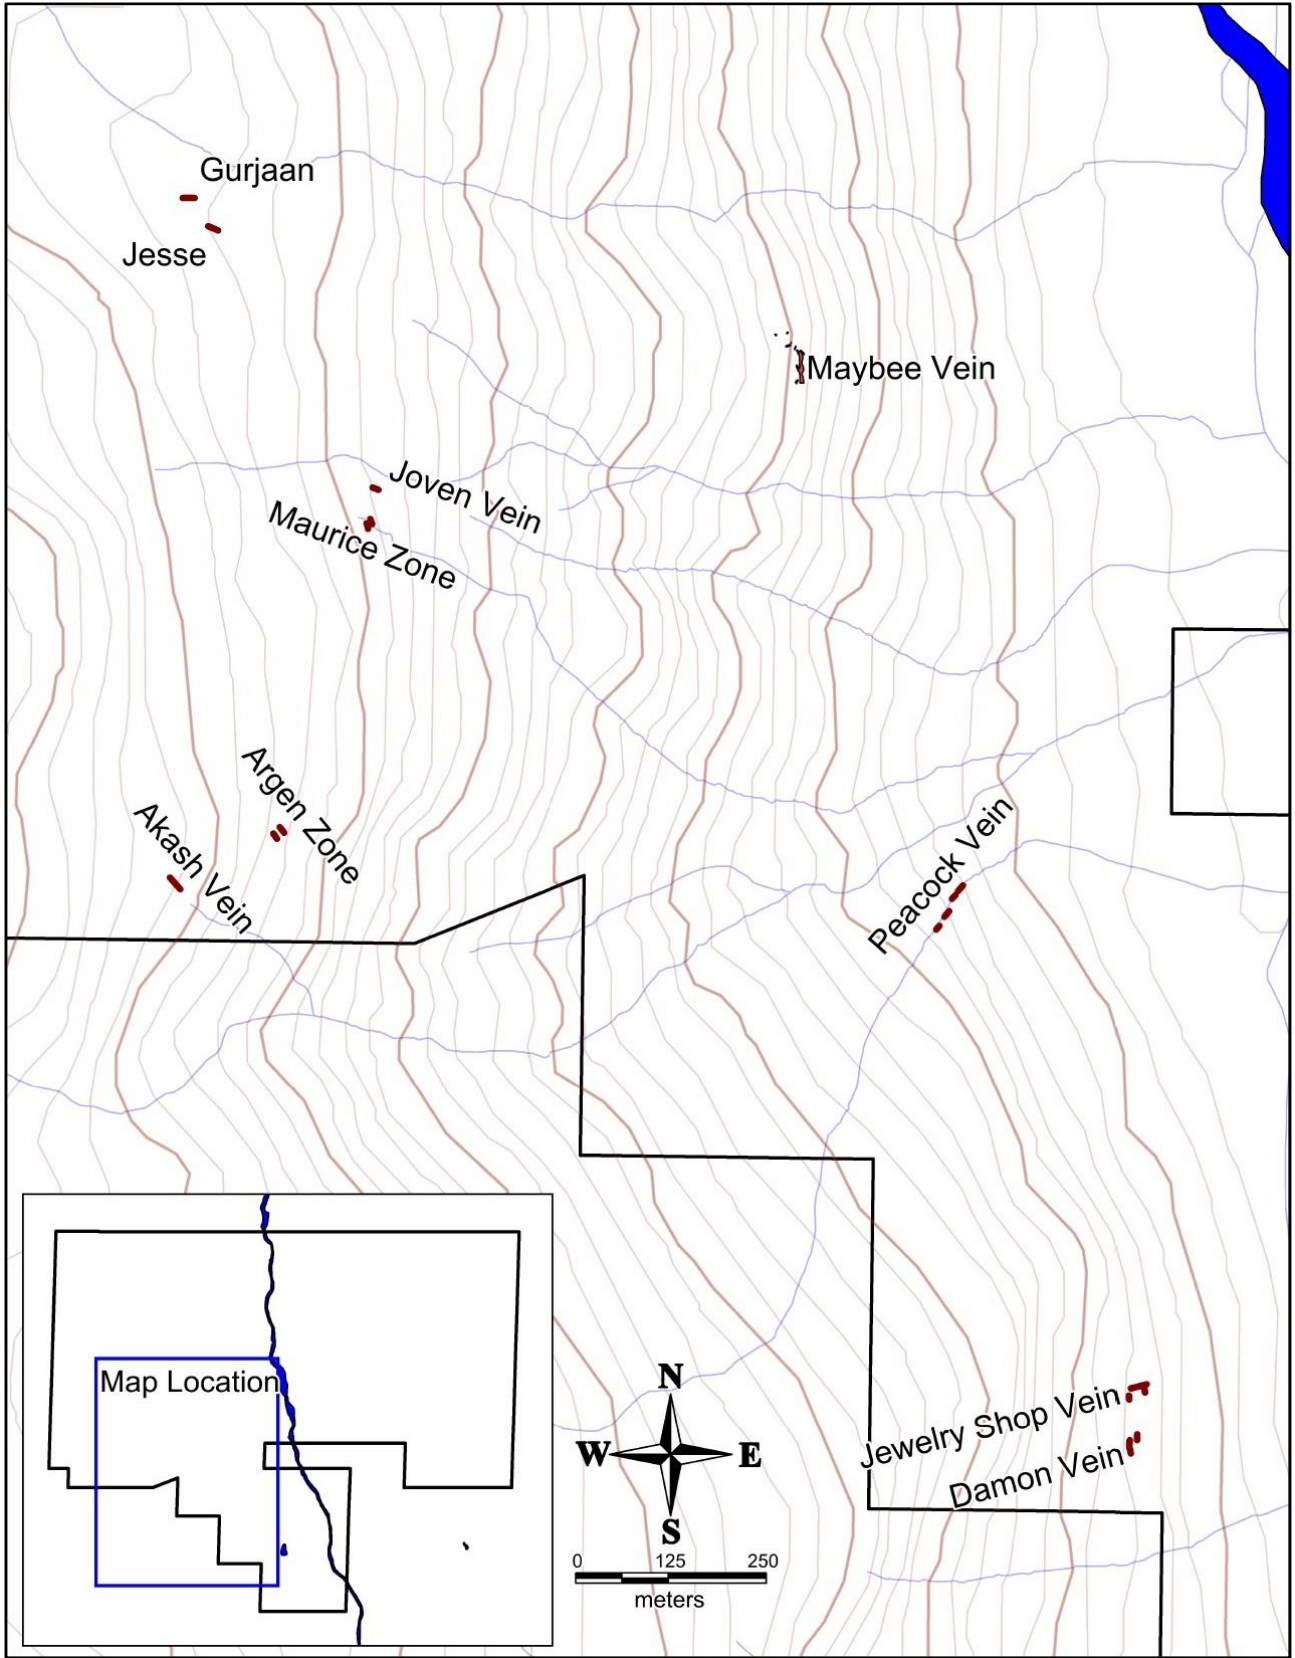 Gurjaan
Jesse
Maybee Vein
Joven Vein
Maurice Zone
Argen Zone
Akash Vein
Peacock Vein
Map Location
N
W
E
S
Jewelry Shop Vein
Damon Vein
0 125 250
meters